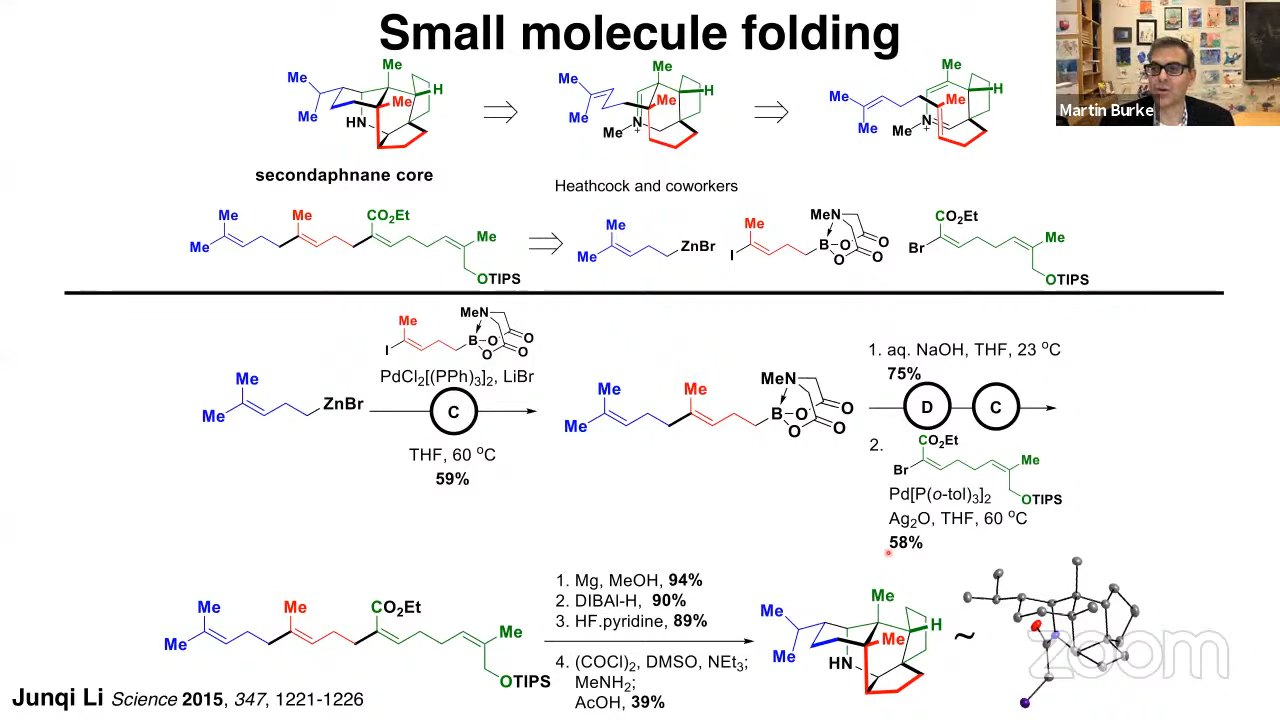 Small molecule folding
Martin Burke
Me
Me
Me
Me
H
HN
secondaphnane core
Me
Me
Me
Me
H
Me
N
+
Heathcock and coworkers
Me
Me
Me
Me
H
Me
N
+
Me
Me
Me
CO2Et
Me
OTIPS
Me
Me
ZnBr
Me
I
MeN
B
O
O
O
O
CO2Et
Br
Me
OTIPS
Me
I
MeN
B
O
O
O
O
PdCl2[(PPh)3]2, LiBr
Me
Me
ZnBr
C
THF, 60 oC
59%
Me
Me
Me
MeN
B
O
O
O
O
1. aq. NaOH, THF, 23 oC
75%
D
C
2.
CO2Et
Br
Me
OTIPS
Pd[P(o-tol)3]2
Ag2O, THF, 60 oC
58%
Me
Me
Me
CO2Et
Me
OTIPS
1. Mg, MeOH, 94%
2. DIBAl-H, 90%
3. HF.pyridine, 89%
4. (COCl)2, DMSO, NEt3;
MeNH2;
AcOH, 39%
Me
Me
Me
Me
H
HN
~
zoom
Junqi Li Science 2015, 347, 1221-1226